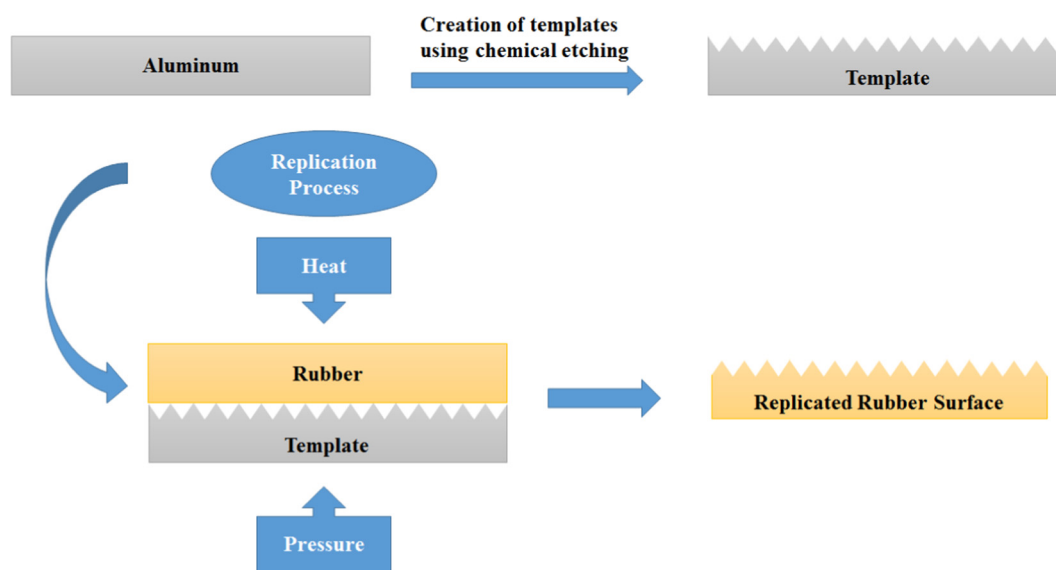 Creation of templates
using chemical etching
Aluminum
Template
Replication
Process
Heat
Rubber
Template
Replicated Rubber Surface
Pressure